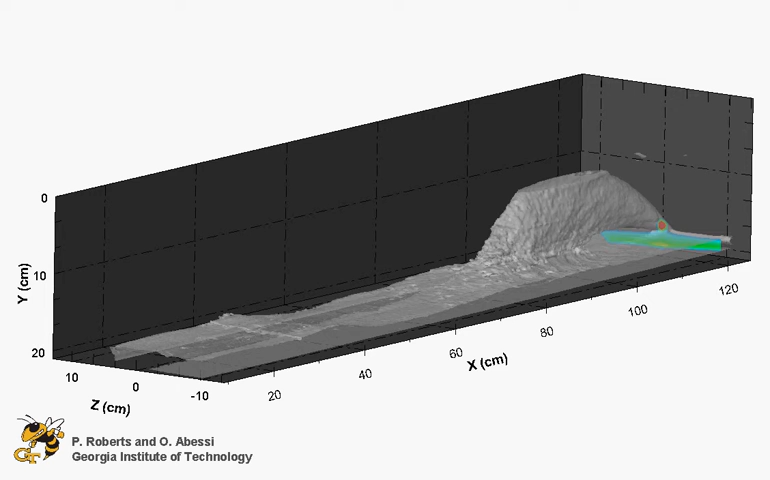 0
10
20
Y (cm)
10
0
-10
Z (cm)
20
40
60
80
100
120
X (cm)
GT
P. Roberts and O. Abessi
Georgia Institute of Technology